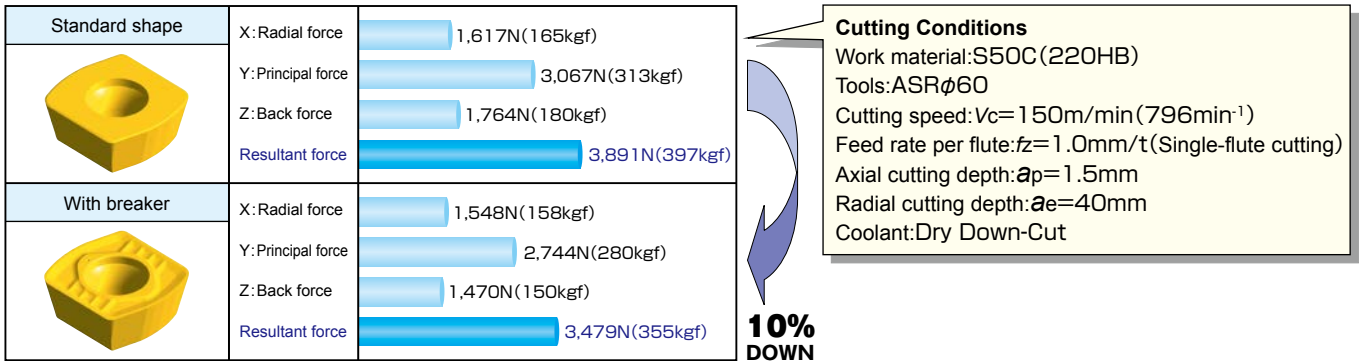 Standard shape
X:Radial force
1,617N(165kgf)
Y:Principal force
3,067N(313kgf)
Z:Back force
1,764N(180kgf)
Resultant force
3,891N(397kgf)
With breaker
X:Radial force
1,548N(158kgf)
Y:Principal force
2,744N(280kgf)
Z:Back force
1,470N(150kgf)
Resultant force
3,479N(355kgf)
10%
DOWN
Cutting Conditions
Work material:S50C(220HB)
Tools:ASRφ60
Cutting speed:Vc=150m/min(796min⁻¹)
Feed rate per flute:fz=1.0mm/t(Single-flute cutting)
Axial cutting depth:ap=1.5mm
Radial cutting depth:ae=40mm
Coolant:Dry Down-Cut